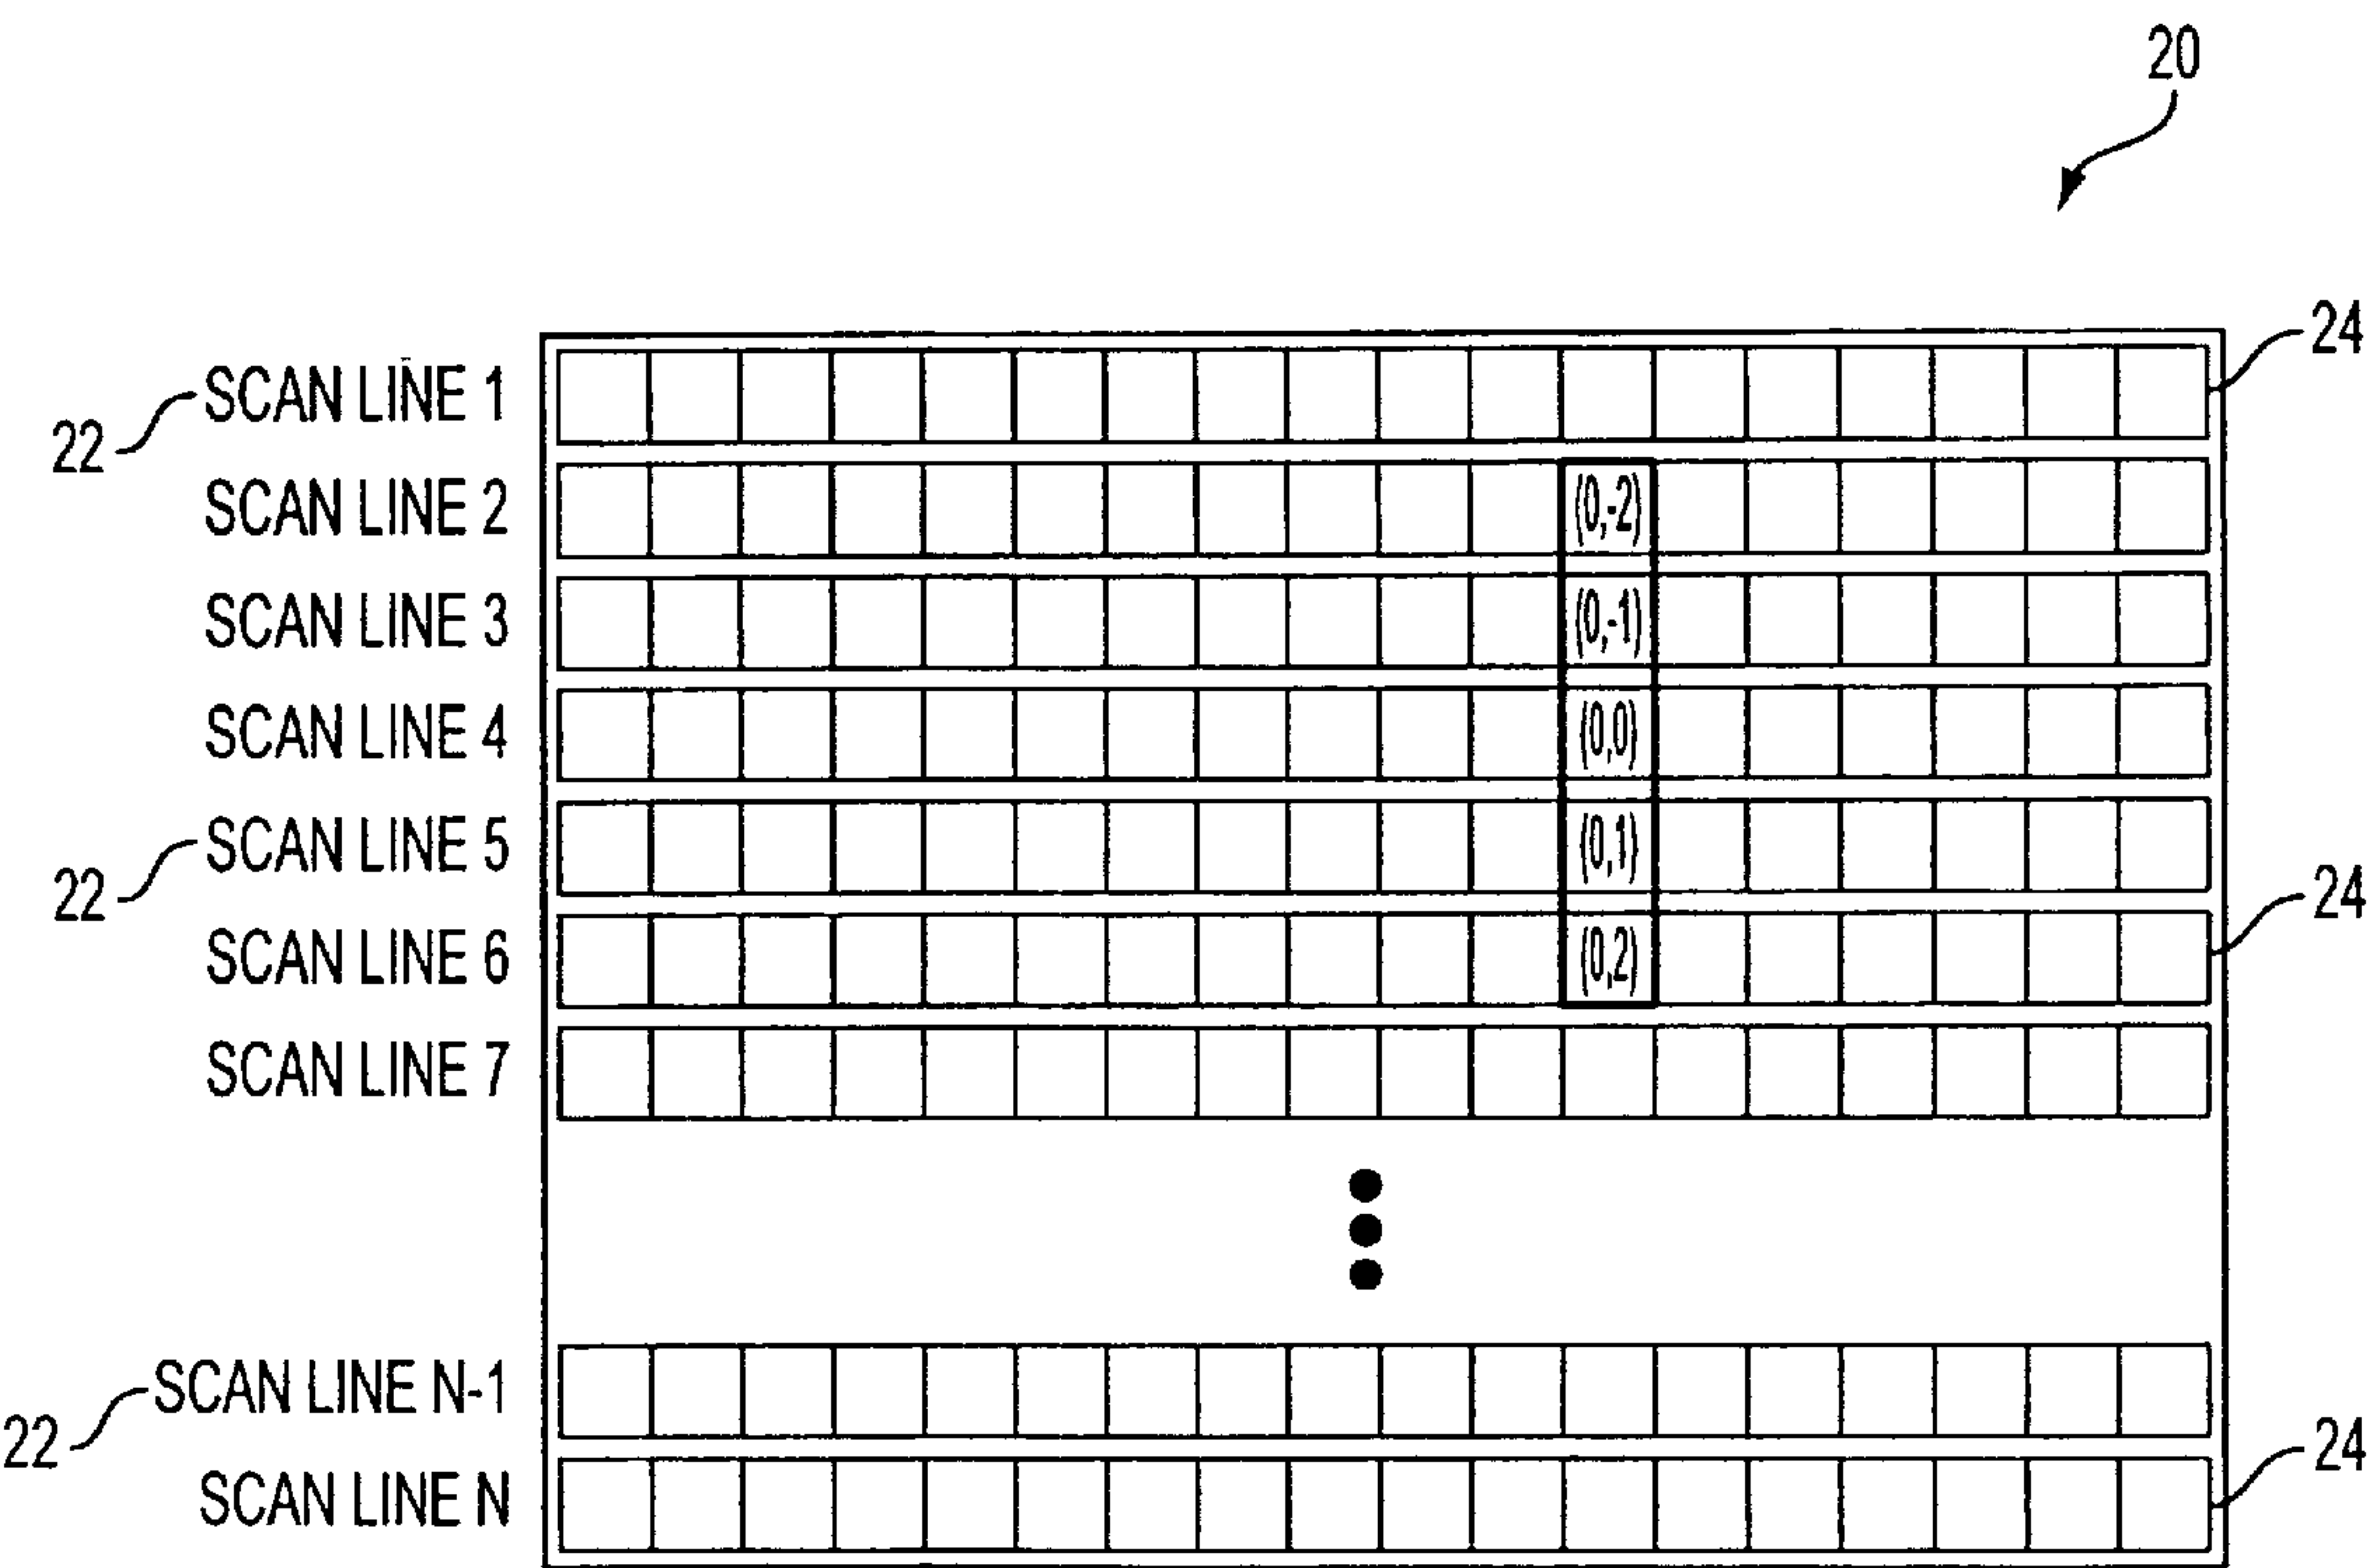 20
24
SCAN LINE 1
22
SCAN LINE 2 (0,-2)
SCAN LINE 3 (0,-1)
SCAN LINE 4 (0,0)
SCAN LINE 5 (0,1)
22
24
SCAN LINE 6 (0,2)
SCAN LINE 7
SCAN LINE N-1
22
24
SCAN LINE N